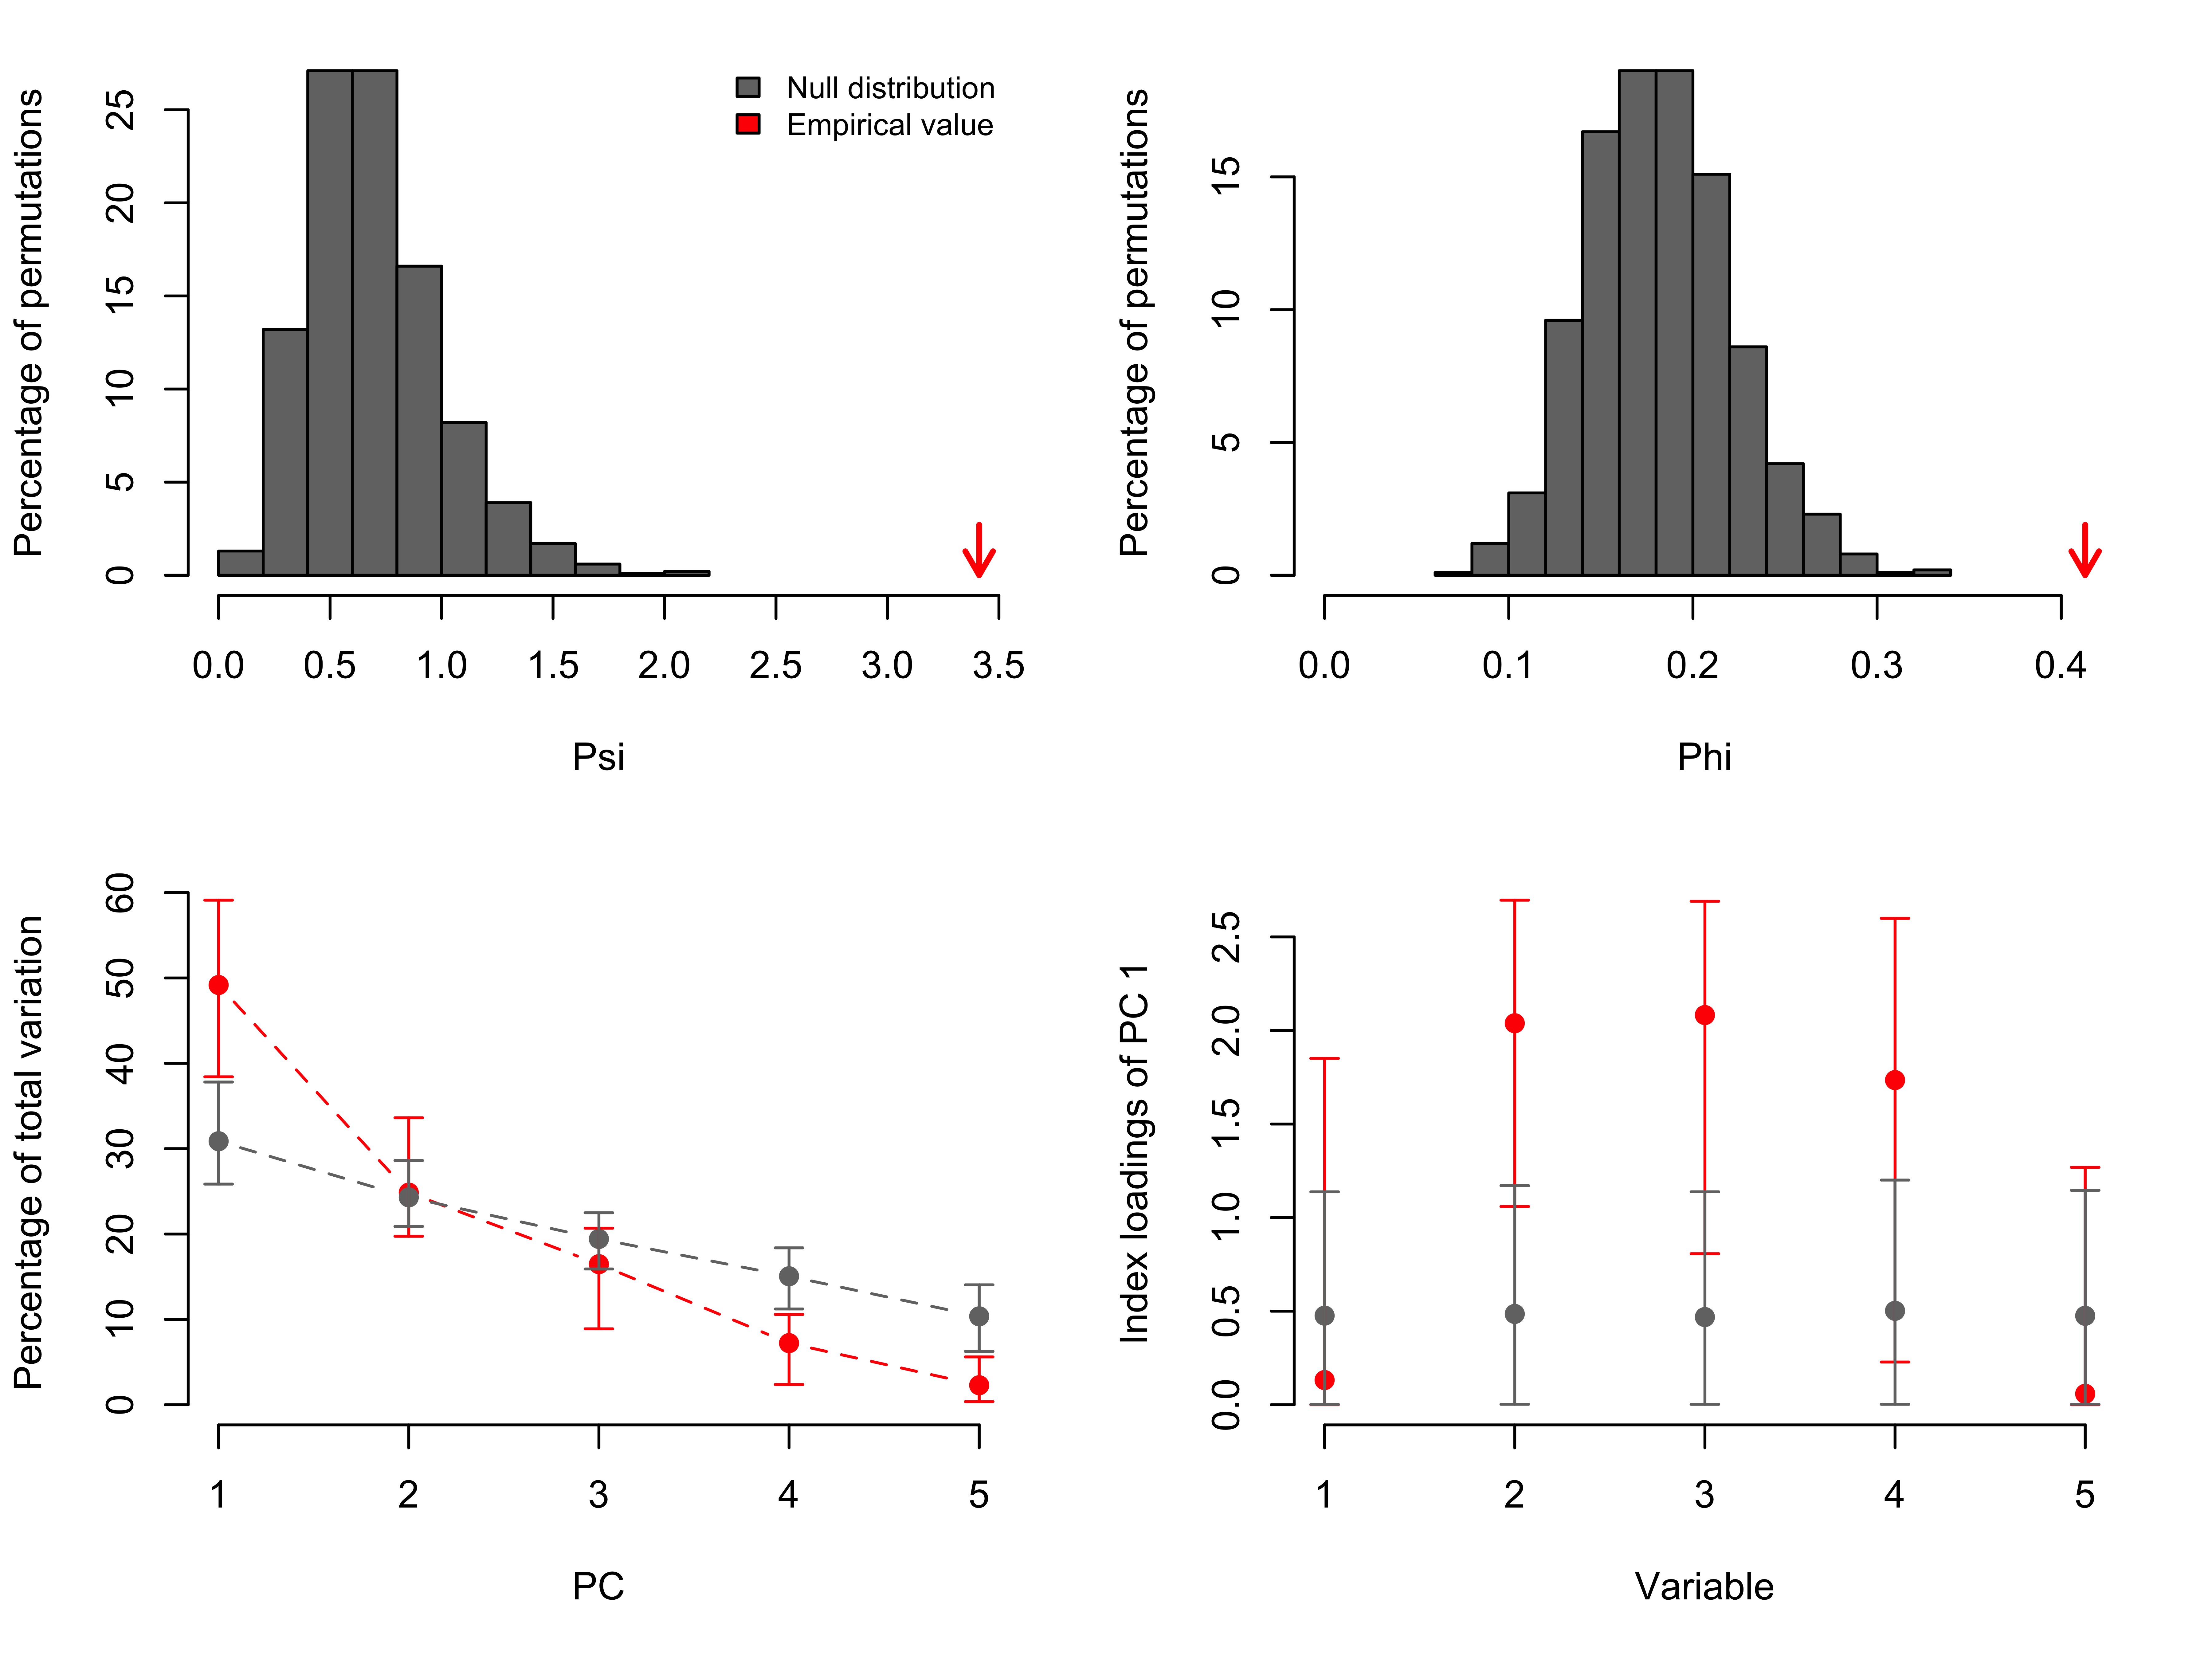 Percentage of permutations
25
20
15
10
5
0
Null distribution
Empirical value
0.0 0.5 1.0 1.5 2.0 2.5 3.0 3.5
Psi
Percentage of permutations
15
10
5
0
0.0 0.1 0.2 0.3 0.4
Phi
Percentage of total variation
60
50
40
30
20
10
0
1 2 3 4 5
PC
Index loadings of PC 1
2.5
2.0
1.5
1.0
0.5
0.0
1 2 3 4 5
Variable